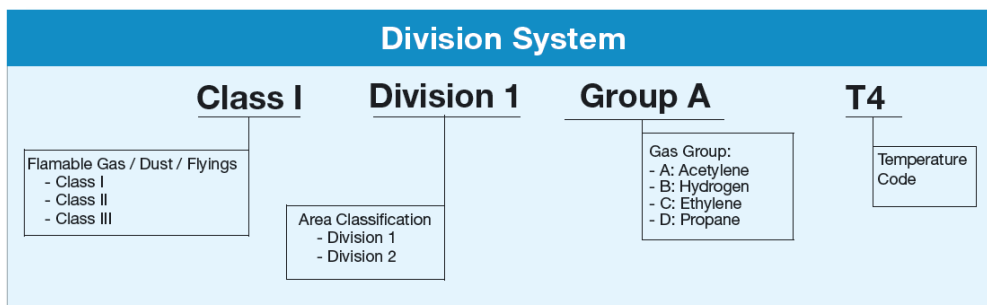 Division System
Class I
Division 1
Group A
T4
Flamable Gas / Dust / Flyings
- Class I
- Class II
- Class III
Area Classification
- Division 1
- Division 2
Gas Group:
- A: Acetylene
- B: Hydrogen
- C: Ethylene
- D: Propane
Temperature
Code